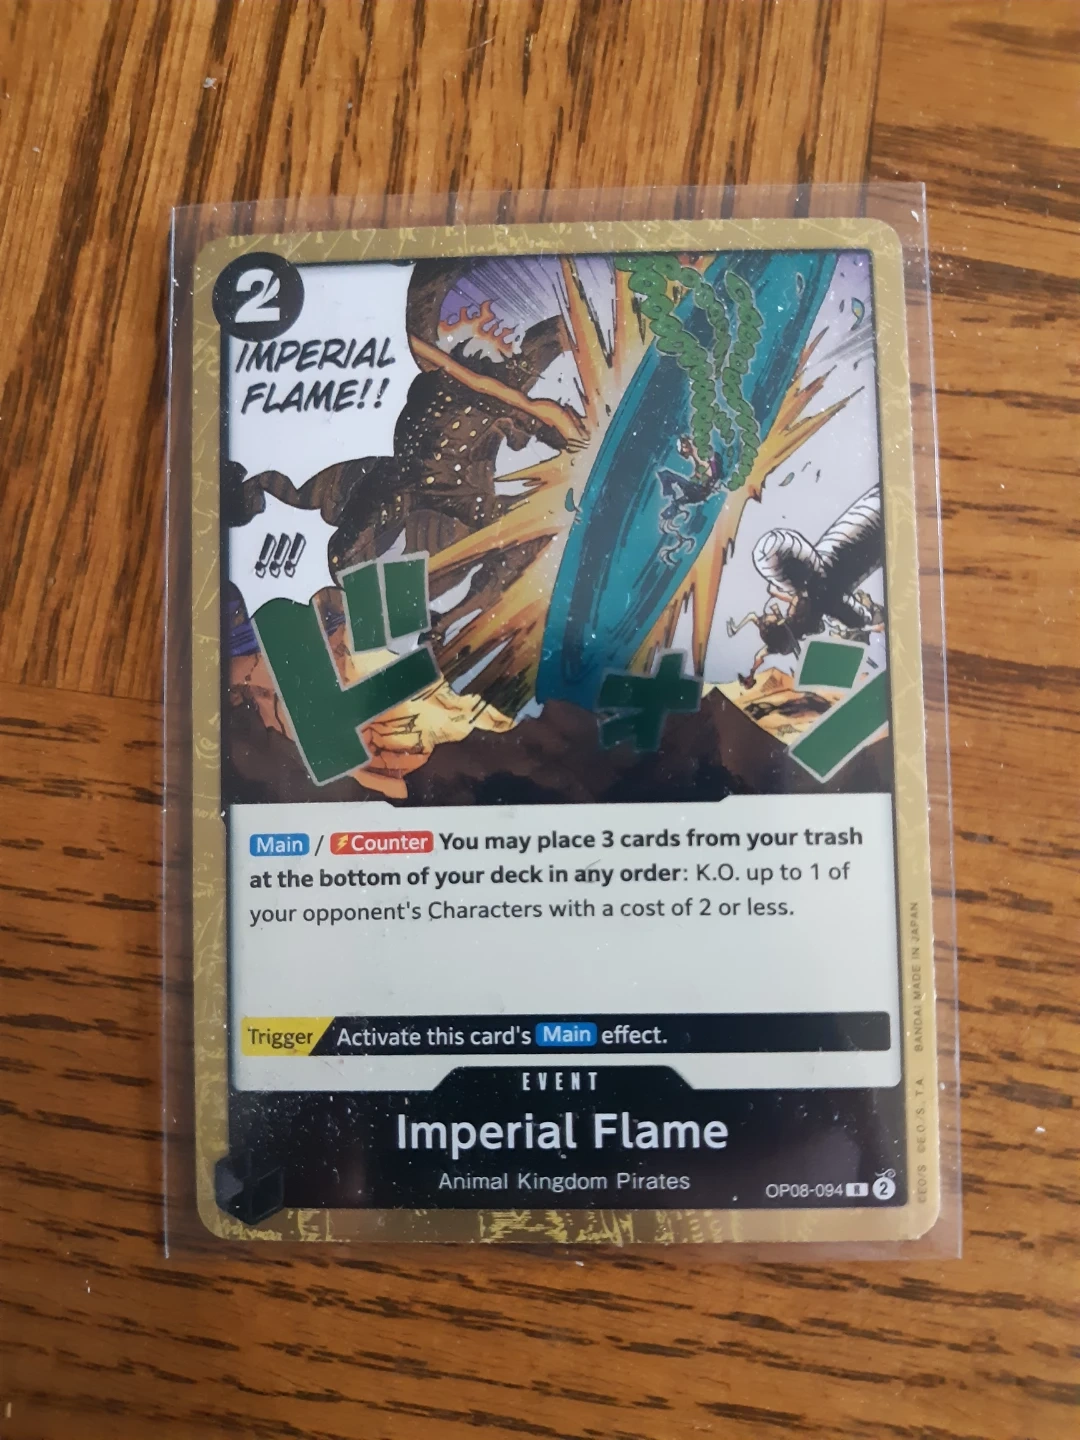 2
IMPERIAL
FLAME!!
!!!
ドォン
Main / Counter You may place 3 cards from your trash
at the bottom of your deck in any order: K.O. up to 1 of
your opponent's Characters with a cost of 2 or less.
Trigger Activate this card's Main effect.
EVENT
Imperial Flame
Animal Kingdom Pirates
OP08-094 R 2
©E.O./S., T.A. BANDAI MADE IN JAPAN